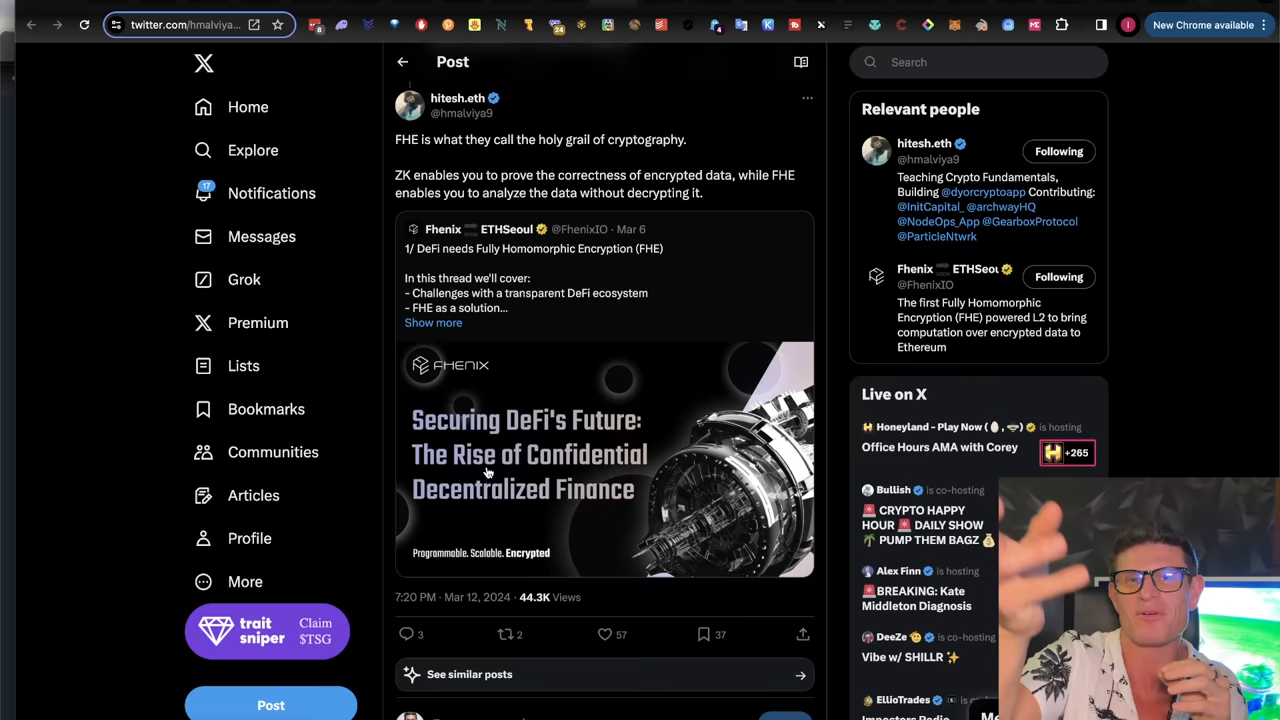 twitter.com/hmalviya...
New Chrome available
8
24
4
Home
Explore
17
Notifications
Messages
Grok
Premium
Lists
Bookmarks
Communities
Articles
Profile
More
trait
sniper
Claim
$TSG
Post
Post
hitesh.eth
@hmalviya9
FHE is what they call the holy grail of cryptography.
ZK enables you to prove the correctness of encrypted data, while FHE
enables you to analyze the data without decrypting it.
Fhenix ETHSeoul @FhenixIO · Mar 6
1/ DeFi needs Fully Homomorphic Encryption (FHE)
In this thread we'll cover:
- Challenges with a transparent DeFi ecosystem
- FHE as a solution...
Show more
FHENIX
Securing DeFi's Future:
The Rise of Confidential
Decentralized Finance
Programmable. Scalable. Encrypted
7:20 PM · Mar 12, 2024 · 44.3K Views
3
2
57
37
See similar posts
Search
Relevant people
hitesh.eth
@hmalviya9
Following
Teaching Crypto Fundamentals,
Building @dyorcryptoapp Contributing:
@InitCapital_ @archwayHQ
@NodeOps_App @GearboxProtocol
@ParticleNtwrk
Fhenix ETHSeou
@FhenixIO
Following
The first Fully Homomorphic
Encryption (FHE) powered L2 to bring
computation over encrypted data to
Ethereum
Live on X
Honeyland - Play Now ( , ) is hosting
Office Hours AMA with Corey
+265
Bullish is co-hosting
CRYPTO HAPPY
HOUR DAILY SHOW
PUMP THEM BAGZ
Alex Finn is hosting
BREAKING: Kate
Middleton Diagnosis
DeeZe is co-hosting
Vibe w/ SHILLR
EllioTrades is